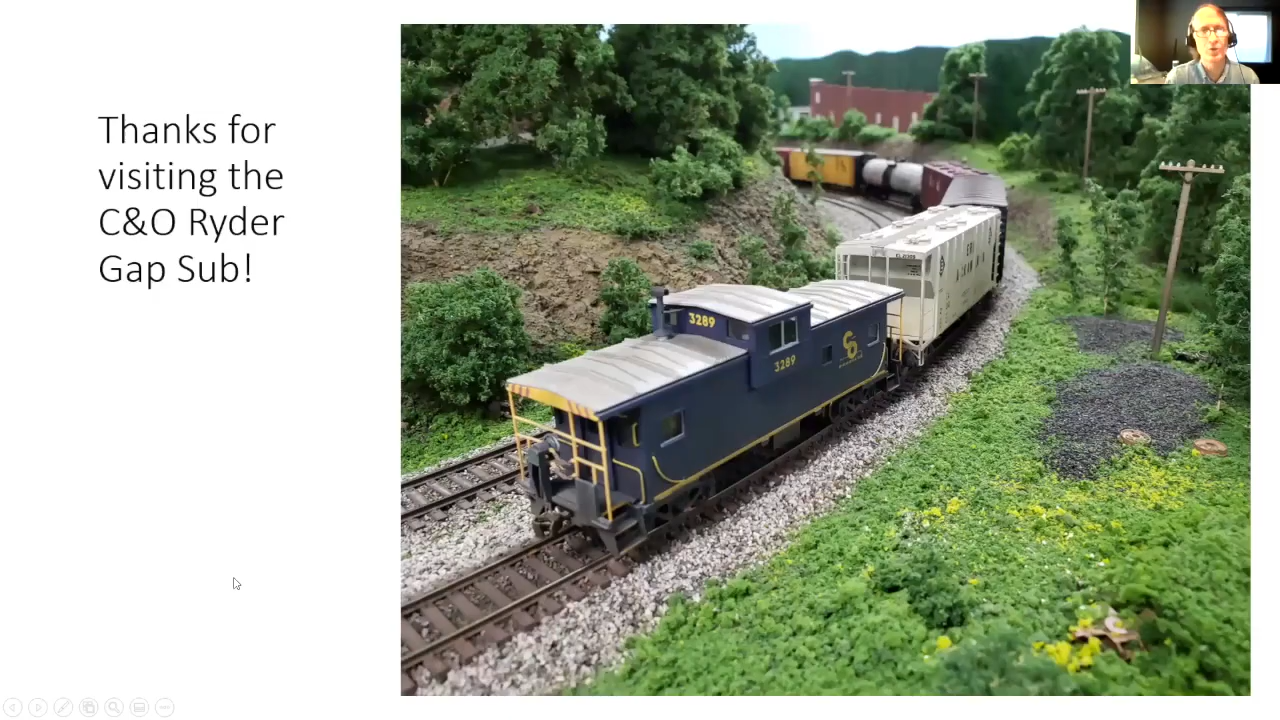 Thanks for
visiting the
C&O Ryder
Gap Sub!
3289
3289